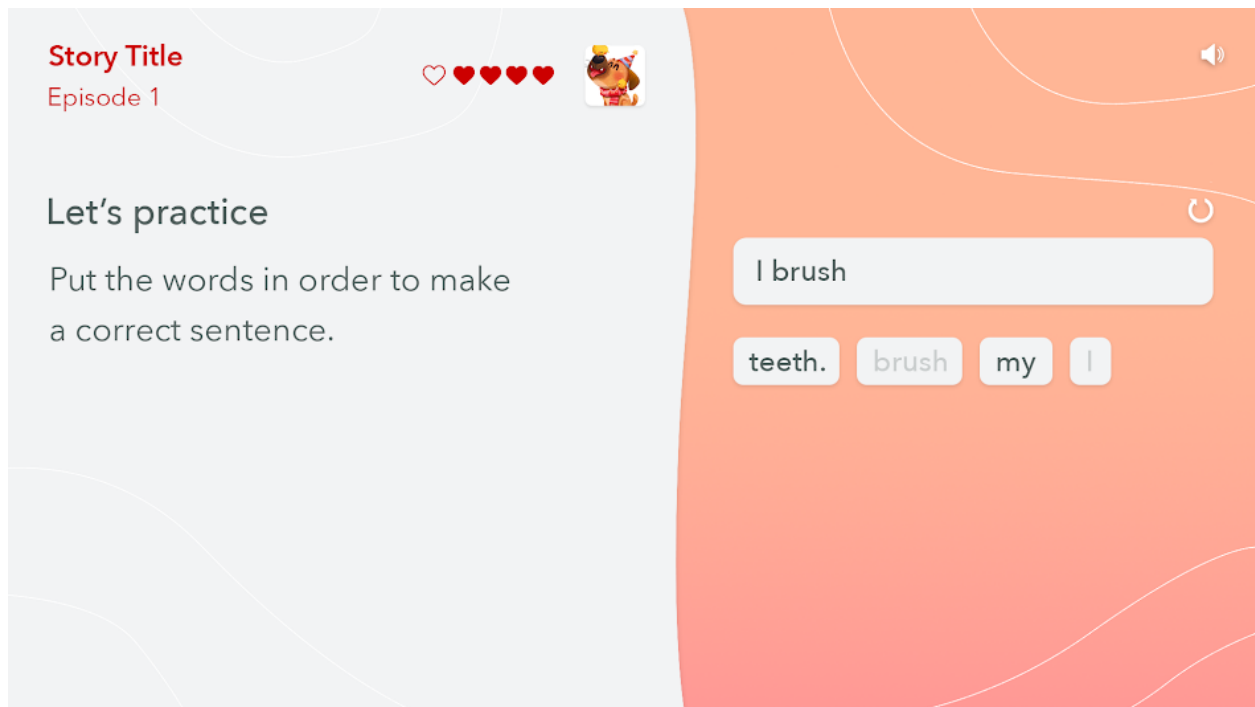 Story Title
Episode 1
Let's practice
Put the words in order to make
a correct sentence.
I brush
teeth. brush my I